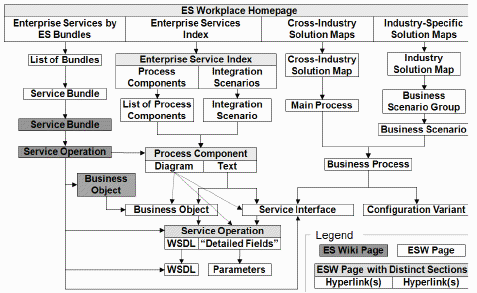 ES Workplace Homepage
Enterprise Services by
ES Bundles
Enterprise Services
Index
Cross-Industry
Solution Maps
Industry-Specific
Solution Maps
List of Bundles
Service Bundle
Service Bundle
Service Operation
Business
Object
Enterprise Service Index
Process
Components
Integration
Scenarios
List of Process
Components
Integration
Scenario
Process Component
Diagram
Text
Cross-Industry
Solution Map
Main Process
Industry
Solution Map
Business
Scenario Group
Business Scenario
Business Process
Business Object
Service Interface
Configuration Variant
Service Operation
WSDL
"Detailed Fields"
WSDL
Parameters
Legend
ES Wiki Page
ESW Page
ESW Page with Distinct Sections
Hyperlink(s)
Hyperlink(s)